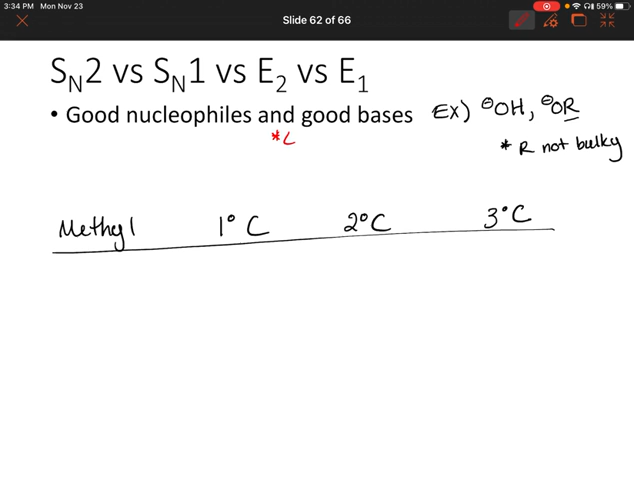 3:34 PM Mon Nov 23
59%
Slide 62 of 66
SN2 vs SN1 vs E2 vs E1
• Good nucleophiles and good bases EX) ⊖OH, ⊖OR
* R not bulky
Methyl 1° C 2° C 3° C